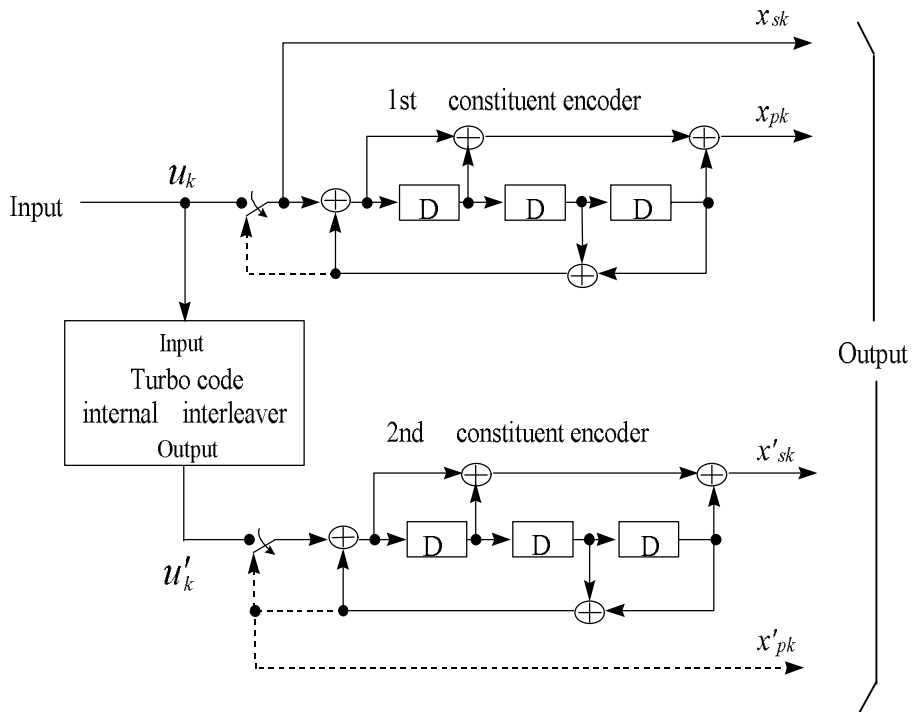 x_sk
1st constituent encoder
x_pk
u_k
Input
D D D
Input
Turbo code
internal interleaver
Output
Output
2nd constituent encoder
x'_sk
D D D
u'_k
x'_pk